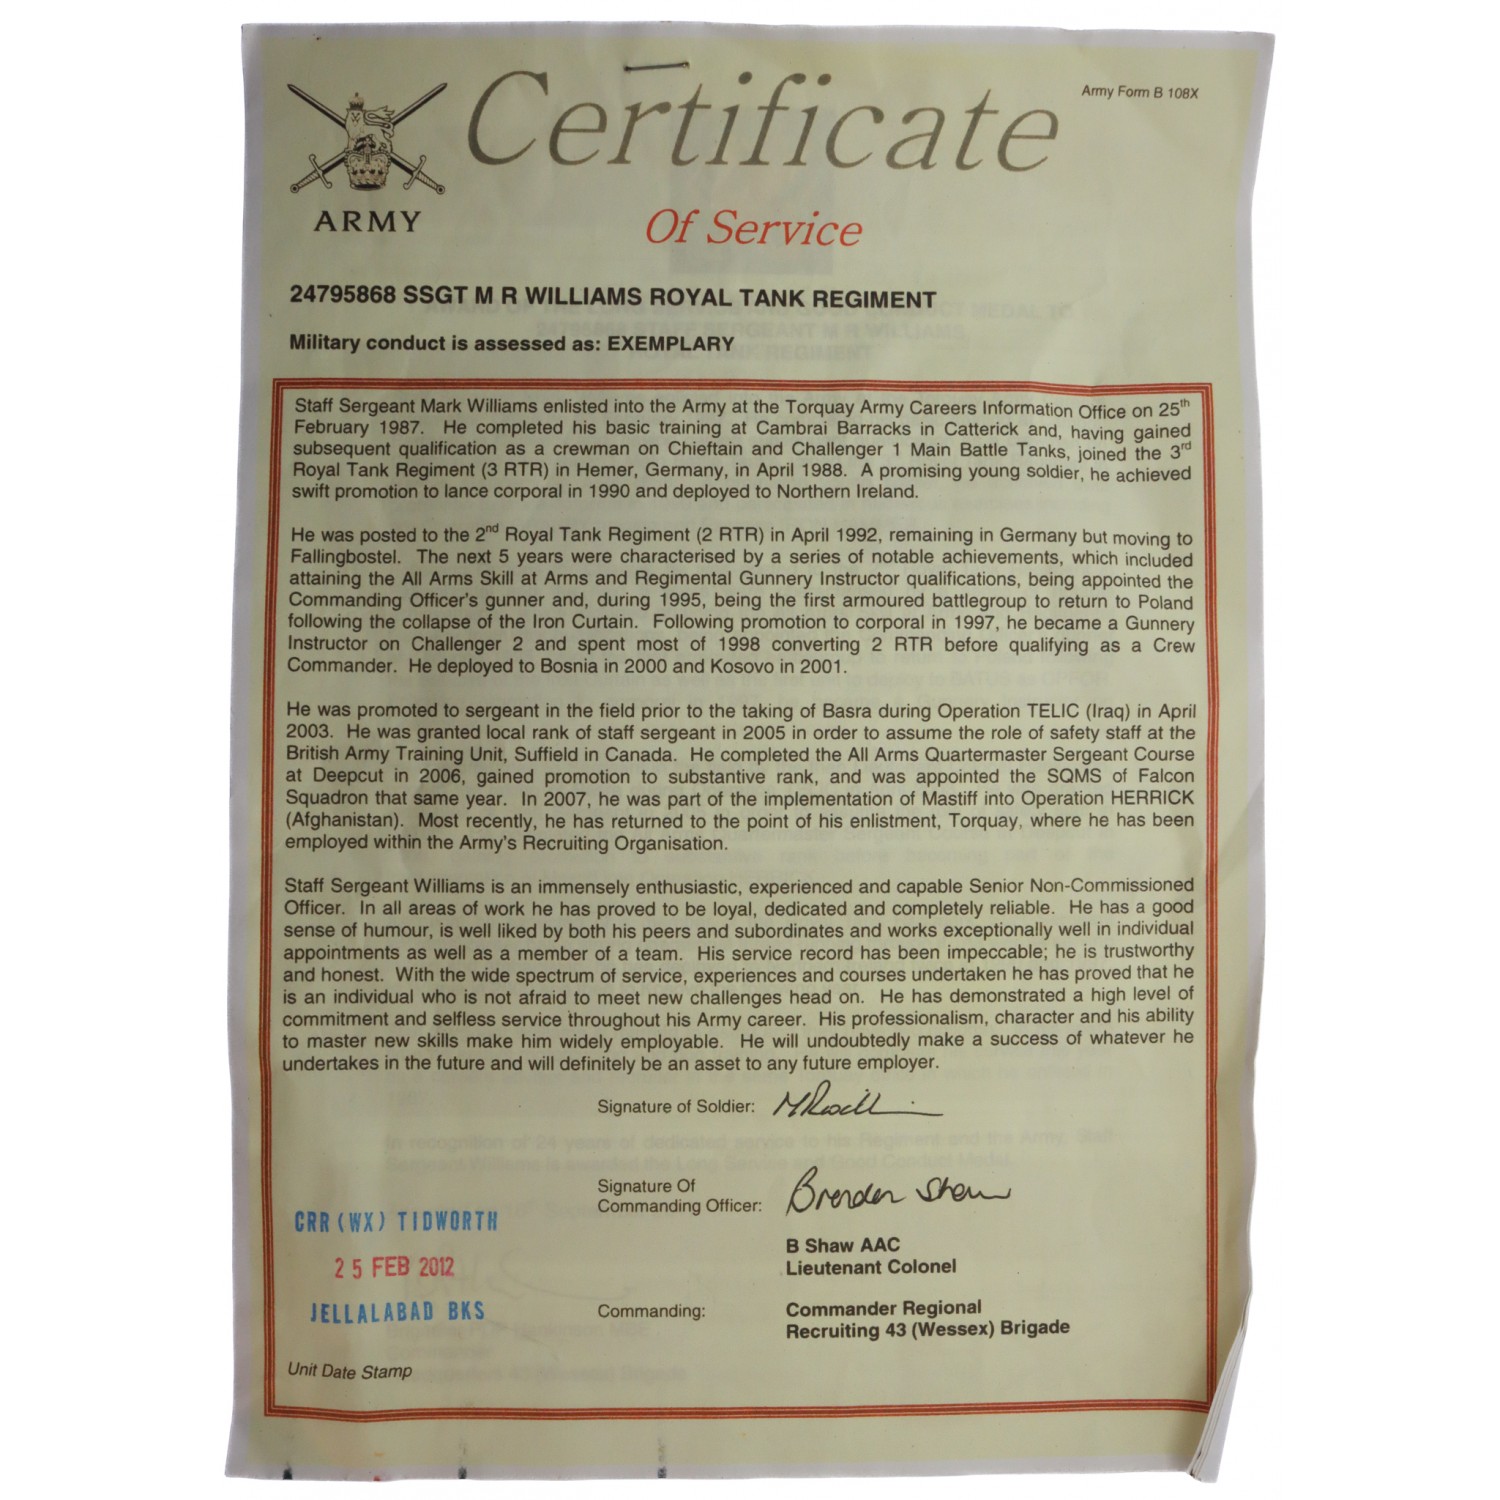 Certificate
Army Form B 108X
ARMY
Of Service
24795868 SSGT M R WILLIAMS ROYAL TANK REGIMENT
Military conduct is assessed as: EXEMPLARY
Staff Sergeant Mark Williams enlisted into the Army at the Torquay Army Careers Information Office on 25th
February 1987. He completed his basic training at Cambrai Barracks in Catterick and, having gained
subsequent qualification as a crewman on Chieftain and Challenger 1 Main Battle Tanks, joined the 3rd
Royal Tank Regiment (3 RTR) in Hemer, Germany, in April 1988. A promising young soldier, he achieved
swift promotion to lance corporal in 1990 and deployed to Northern Ireland.
He was posted to the 2nd Royal Tank Regiment (2 RTR) in April 1992, remaining in Germany but moving to
Fallingbostel. The next 5 years were characterised by a series of notable achievements, which included
attaining the All Arms Skill at Arms and Regimental Gunnery Instructor qualifications, being appointed the
Commanding Officer's gunner and, during 1995, being the first armoured battlegroup to return to Poland
following the collapse of the Iron Curtain. Following promotion to corporal in 1997, he became a Gunnery
Instructor on Challenger 2 and spent most of 1998 converting 2 RTR before qualifying as a Crew
Commander. He deployed to Bosnia in 2000 and Kosovo in 2001.
He was promoted to sergeant in the field prior to the taking of Basra during Operation TELIC (Iraq) in April
2003. He was granted local rank of staff sergeant in 2005 in order to assume the role of safety staff at the
British Army Training Unit, Suffield in Canada. He completed the All Arms Quartermaster Sergeant Course
at Deepcut in 2006, gained promotion to substantive rank, and was appointed the SQMS of Falcon
Squadron that same year. In 2007, he was part of the implementation of Mastiff into Operation HERRICK
(Afghanistan). Most recently, he has returned to the point of his enlistment, Torquay, where he has been
employed within the Army's Recruiting Organisation.
Staff Sergeant Williams is an immensely enthusiastic, experienced and capable Senior Non-Commissioned
Officer. In all areas of work he has proved to be loyal, dedicated and completely reliable. He has a good
sense of humour, is well liked by both his peers and subordinates and works exceptionally well in individual
appointments as well as a member of a team. His service record has been impeccable; he is trustworthy
and honest. With the wide spectrum of service, experiences and courses undertaken he has proved that he
is an individual who is not afraid to meet new challenges head on. He has demonstrated a high level of
commitment and selfless service throughout his Army career. His professionalism, character and his ability
to master new skills make him widely employable. He will undoubtedly make a success of whatever he
undertakes in the future and will definitely be an asset to any future employer.
Signature of Soldier:
Signature Of
Commanding Officer: Brendan Shaw
CRR (WX) TIDWORTH
B Shaw AAC
Lieutenant Colonel
25 FEB 2012
JELLALABAD BKS
Commanding: Commander Regional
Recruiting 43 (Wessex) Brigade
Unit Date Stamp